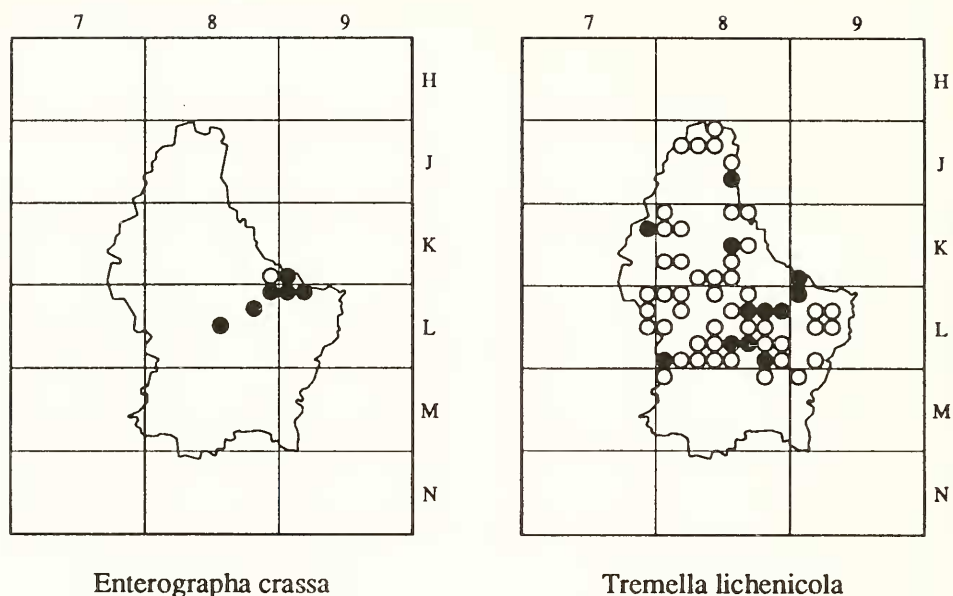 7 8 9
H
J
K
L
M
N
Enterographa crassa
7 8 9
H
J
K
L
M
N
Tremella lichenicola